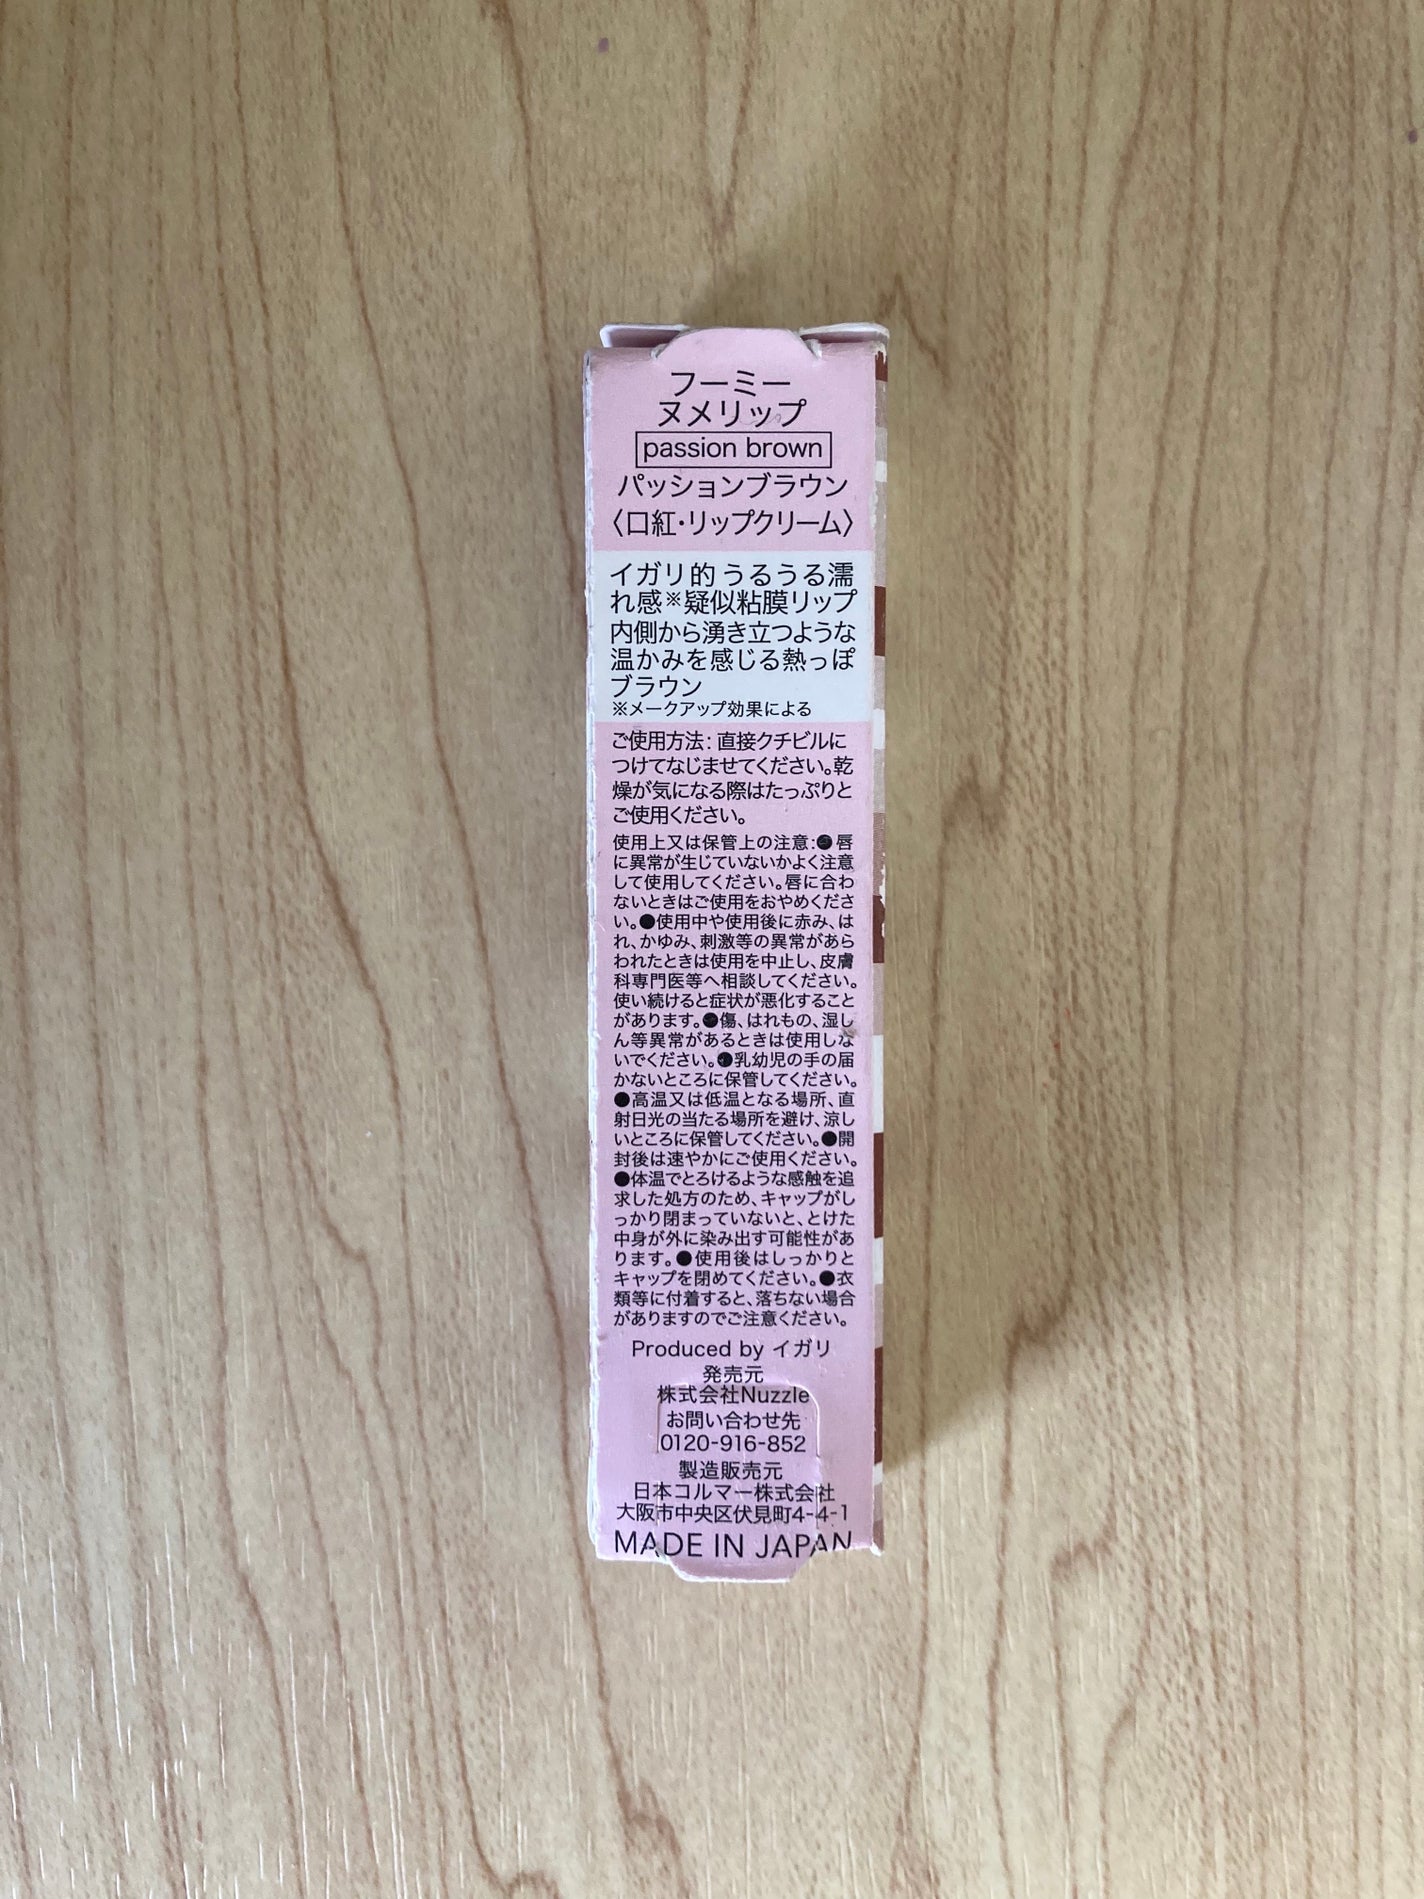 フーミー
ヌメリップ
passion brown
パッションブラウン
〈口紅・リップクリーム〉
イガリ的うるうる濡
れ感※疑似粘膜リップ
内側から湧き立つような
温かみを感じる熱っぽ
ブラウン
※メークアップ効果による
ご使用方法：直接クチビルに
つけてなじませてください。乾
燥が気になる際はたっぷりと
ご使用ください。
使用上又は保管上の注意：●唇
に異常が生じていないかよく注意
して使用してください。唇に合わ
ないときはご使用をおやめくださ
い。●使用中や使用後に赤み、は
れ、かゆみ、刺激等の異常があら
われたときは使用を中止し、皮膚
科専門医等へ相談してください。
使い続けると症状が悪化すること
があります。●傷、はれもの、湿し
ん等異常があるときは使用しな
いでください。●乳幼児の手の届
かないところに保管してください。
●高温又は低温となる場所、直
射日光の当たる場所を避け、涼し
いところに保管してください。●開
封後は速やかにご使用ください。
●体温でとろけるような感触を追
求した処方のため、キャップがし
っかり閉まっていないと、とけた
中身が外に染み出す可能性があ
ります。●使用後はしっかりと
キャップを閉めてください。●衣
類等に付着すると、落ちない場合
がありますのでご注意ください。
Produced by イガリ
発売元
株式会社Nuzzle
お問い合わせ先
0120-916-852
製造販売元
日本コルマー株式会社
大阪市中央区伏見町4-4-1
MADE IN JAPAN